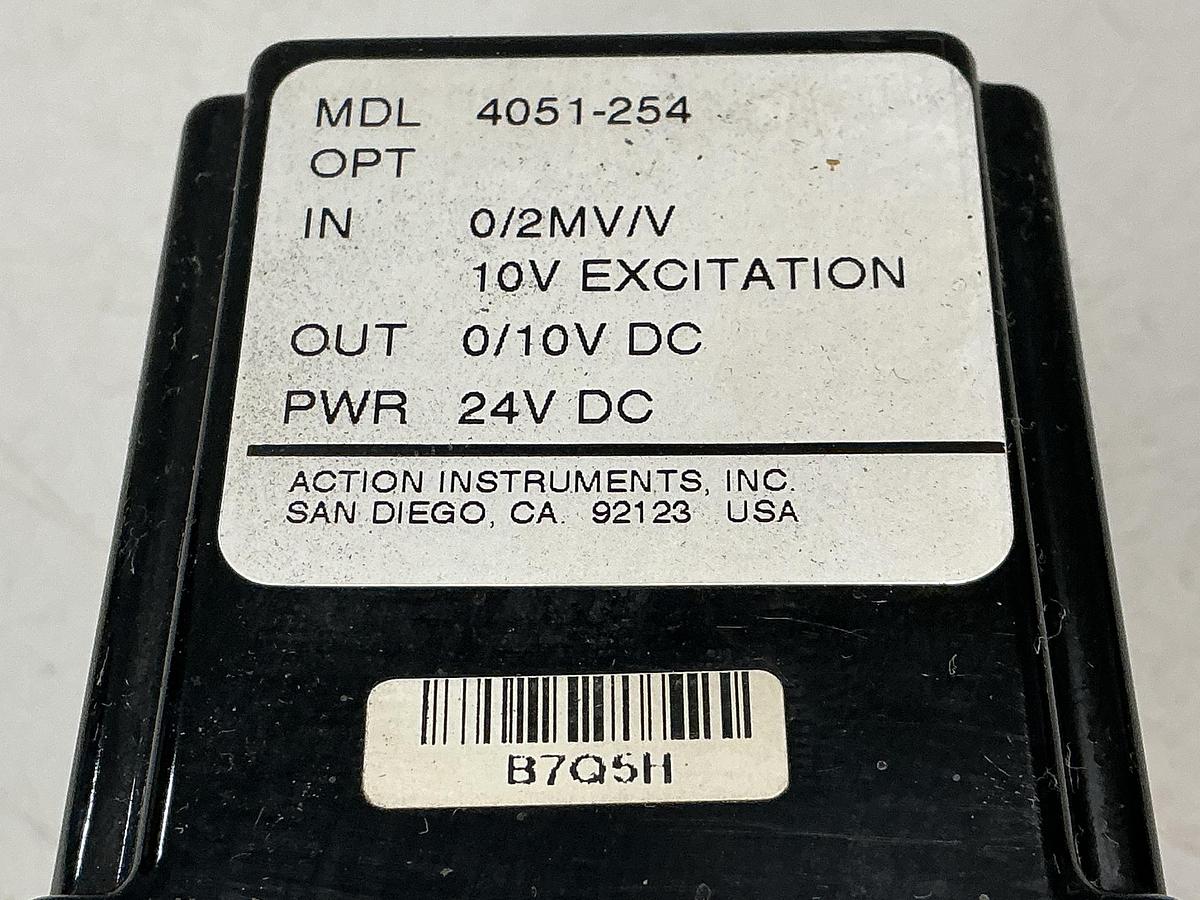 MDL 4051-254
OPT
IN 0/2MV/V
10V EXCITATION
OUT 0/10V DC
PWR 24V DC
ACTION INSTRUMENTS, INC.
SAN DIEGO, CA. 92123 USA
B7Q5H